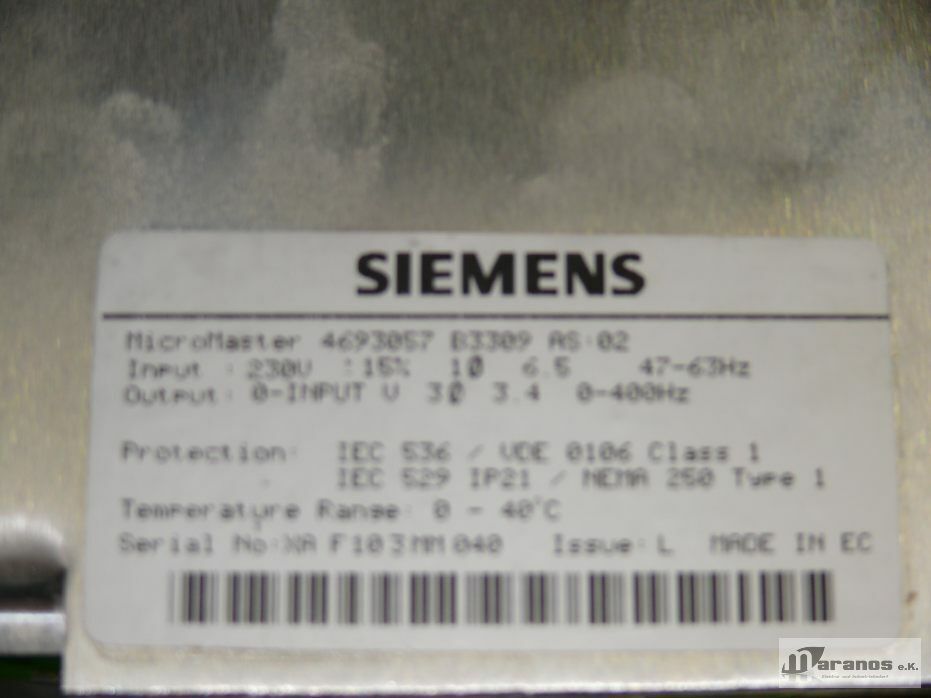 SIEMENS
MicroMaster 4693057 B3309 AS:02
Input : 230V ±15% 1Ø 6.5 47-63Hz
Output: 0-INPUT V 3Ø 3.4 0-400Hz
Protection: IEC 536 / VDE 0106 Class 1
IEC 529 IP21 / NEMA 250 Type 1
Temperature Range: 0 - 40°C
Serial No:XA F103MM040 Issue: L MADE IN EC
maranos e.K.